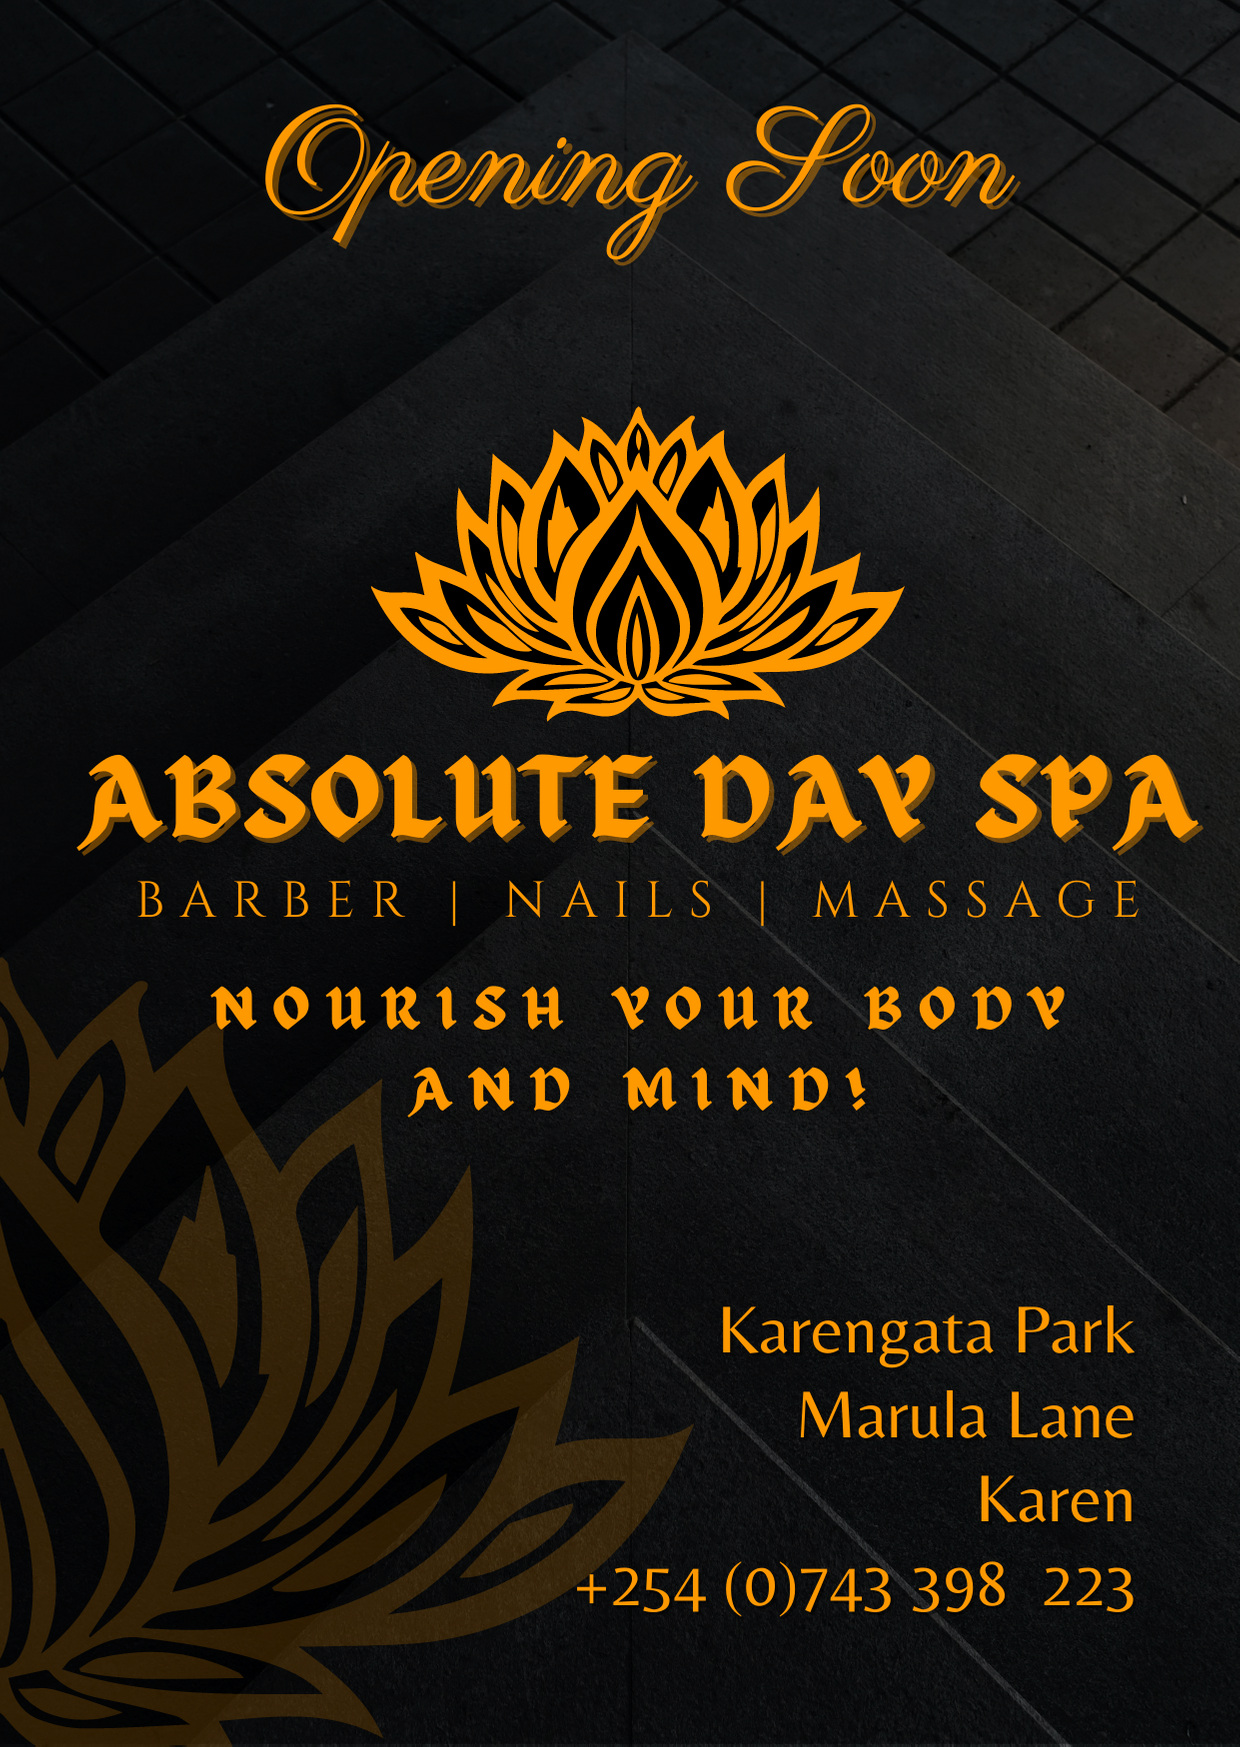 Opening Soon
ABSOLUTE DAY SPA
BARBER | NAILS | MASSAGE
NOURISH YOUR BODY
AND MIND!
Karengata Park
Marula Lane
Karen
+254 (0)743 398 223